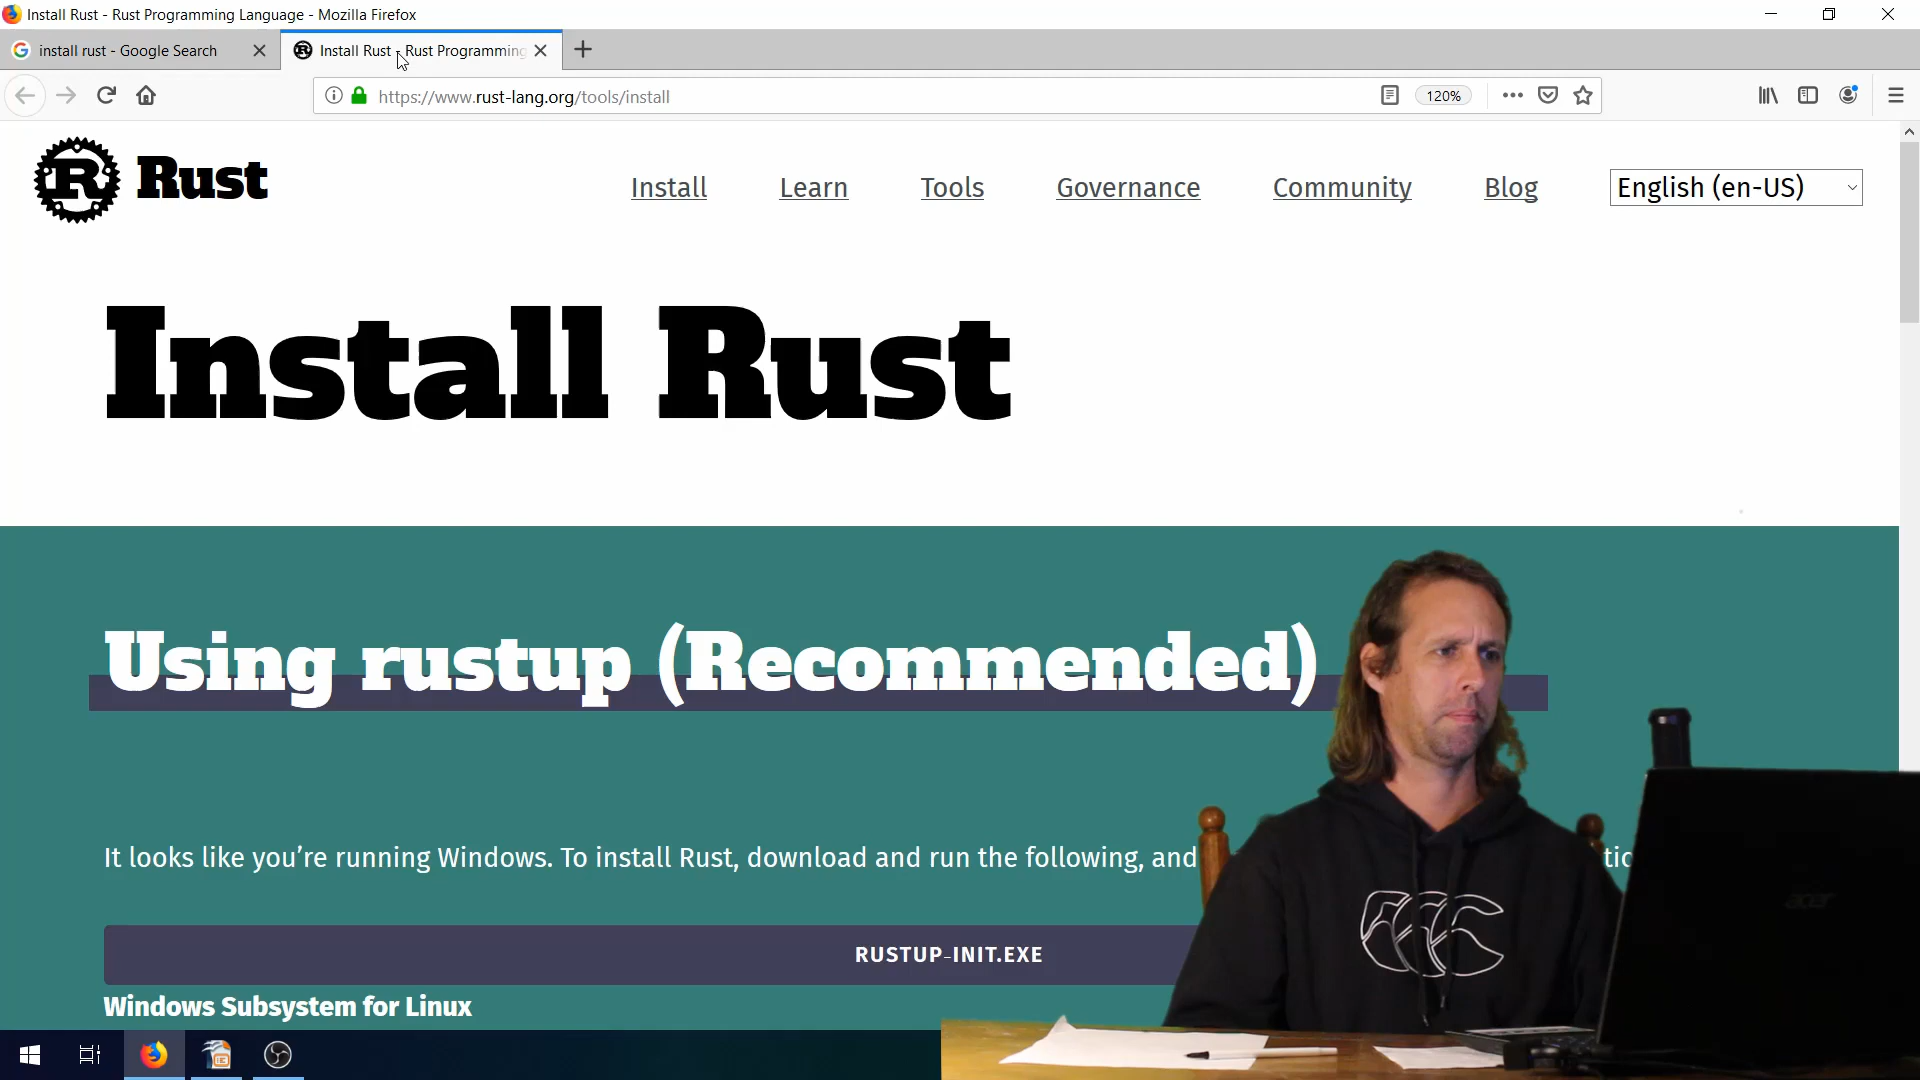 Install Rust - Rust Programming Language - Mozilla Firefox
install rust - Google Search
Install Rust - Rust Programming
https://www.rust-lang.org/tools/install
120%
Rust
Install
Learn
Tools
Governance
Community
Blog
English (en-US)
Install Rust
Using rustup (Recommended)
It looks like you’re running Windows. To install Rust, download and run the following, and
RUSTUP-INIT.EXE
Windows Subsystem for Linux
acer